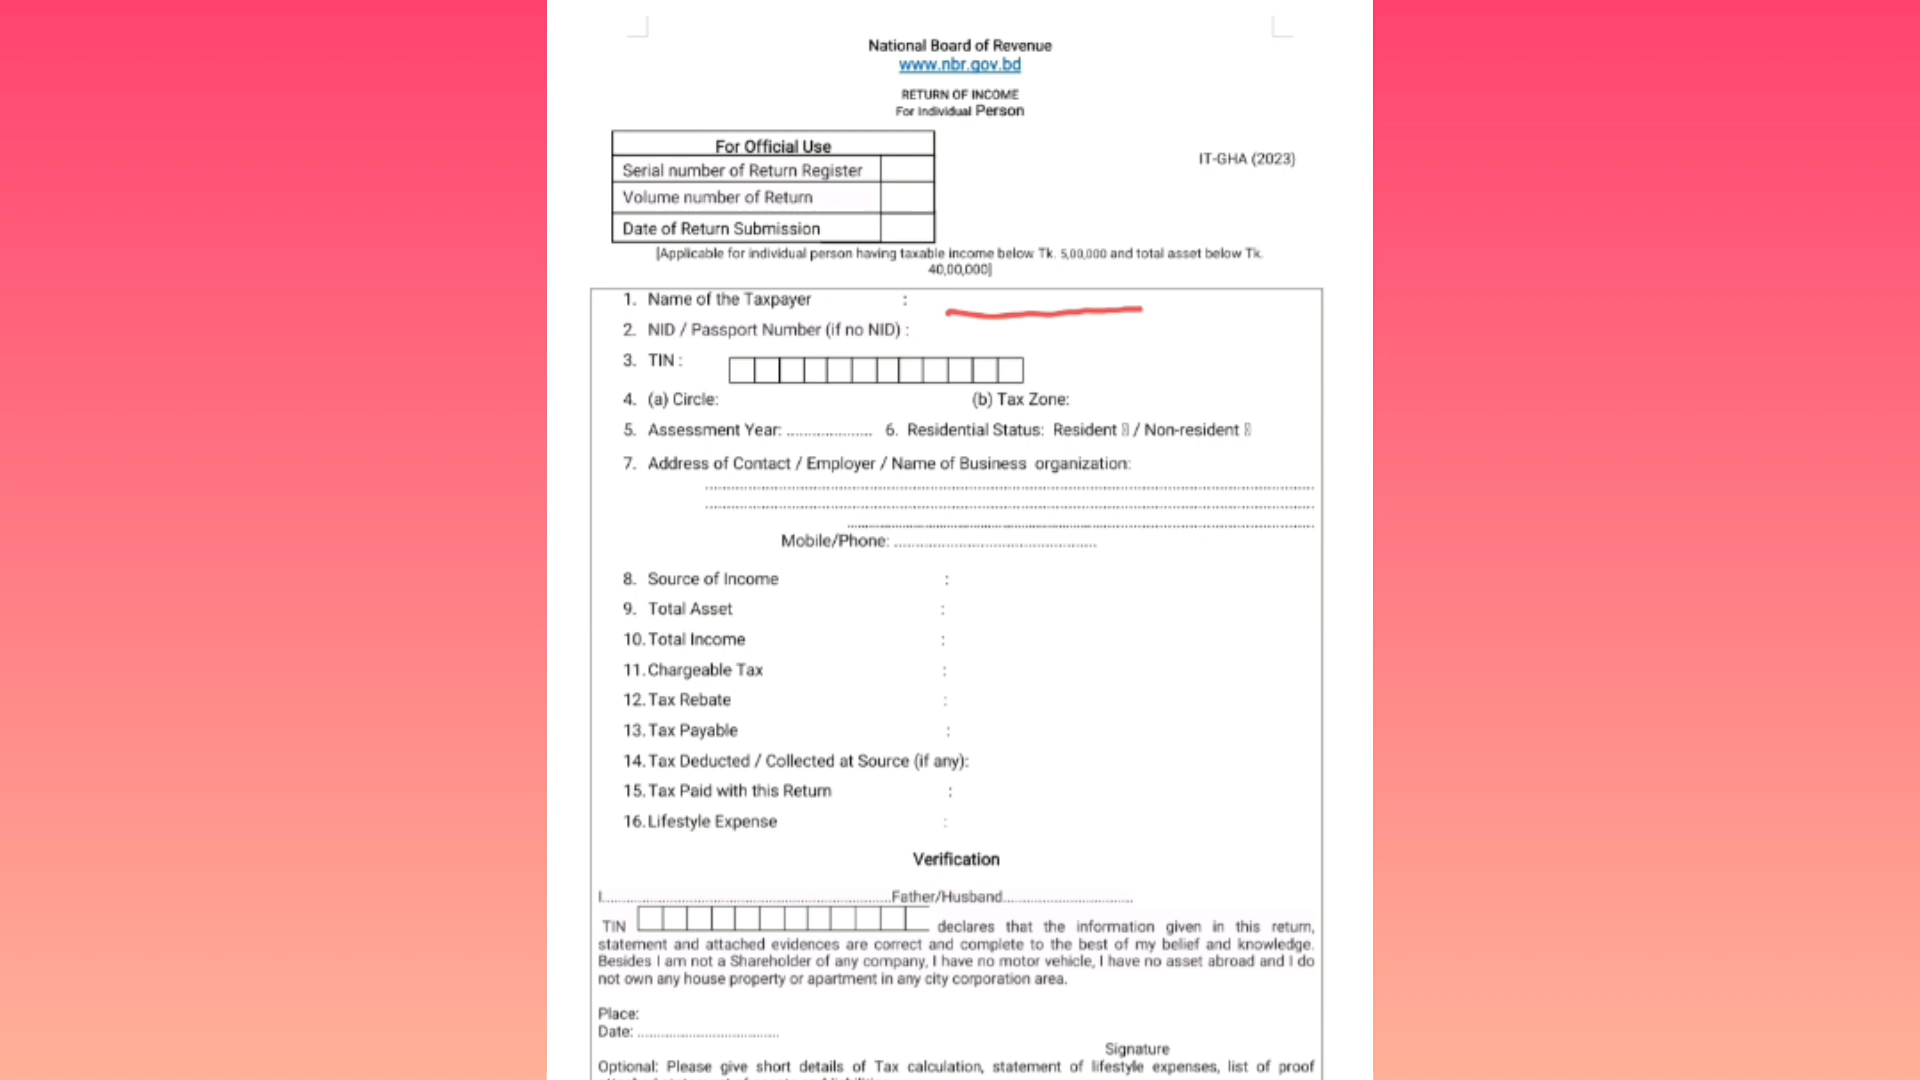 National Board of Revenue
www.nbr.gov.bd
RETURN OF INCOME
For Individual Person
For Official Use
Serial number of Return Register
Volume number of Return
Date of Return Submission
IT-GHA (2023)
[Applicable for individual person having taxable income below Tk. 5,00,000 and total asset below Tk.
40,00,000]
1. Name of the Taxpayer :
2. NID / Passport Number (if no NID) :
3. TIN :
4. (a) Circle: (b) Tax Zone:
5. Assessment Year: ..................... 6. Residential Status: Resident / Non-resident
7. Address of Contact / Employer / Name of Business organization:
Mobile/Phone: ....................................................
8. Source of Income :
9. Total Asset :
10. Total Income :
11. Chargeable Tax :
12. Tax Rebate :
13. Tax Payable :
14. Tax Deducted / Collected at Source (if any):
15. Tax Paid with this Return :
16. Lifestyle Expense :
Verification
I..........................................................................Father/Husband.................................
TIN declares that the information given in this return,
statement and attached evidences are correct and complete to the best of my belief and knowledge.
Besides I am not a Shareholder of any company, I have no motor vehicle, I have no asset abroad and I do
not own any house property or apartment in any city corporation area.
Place:
Date: ....................................
Signature
Optional: Please give short details of Tax calculation, statement of lifestyle expenses, list of proof